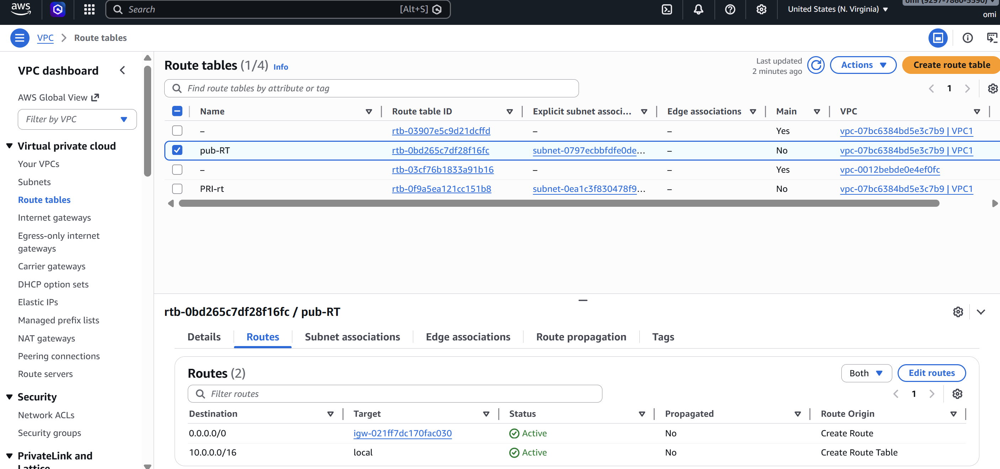 aws
Search
[Alt+S]
United States (N. Virginia)
omi
VPC
Route tables
VPC dashboard
AWS Global View
Filter by VPC
Virtual private cloud
Your VPCs
Subnets
Route tables
Internet gateways
Egress-only internet
gateways
Carrier gateways
DHCP option sets
Elastic IPs
Managed prefix lists
NAT gateways
Peering connections
Route servers
Security
Network ACLs
Security groups
PrivateLink and
Lattice
Route tables (1/4) Info
Last updated
2 minutes ago
Actions
Create route table
Find route tables by attribute or tag
1
Name Route table ID Explicit subnet associ... Edge associations Main VPC
– rtb-03907e5c9d21dcffd – – Yes vpc-07bc6384bd5e3c7b9 | VPC1
pub-RT rtb-0bd265c7df28f16fc subnet-0797ecbbfdfe0de... – No vpc-07bc6384bd5e3c7b9 | VPC1
– rtb-03cf76b1833a91b16 – – Yes vpc-0012bebde0e4ef0fc
PRI-rt rtb-0f9a5ea121cc151b8 subnet-0ea1c3f830478f9... – No vpc-07bc6384bd5e3c7b9 | VPC1
rtb-0bd265c7df28f16fc / pub-RT
Details Routes Subnet associations Edge associations Route propagation Tags
Routes (2)
Both
Edit routes
Filter routes
1
Destination Target Status Propagated Route Origin
0.0.0.0/0 igw-021ff7dc170fac030 Active No Create Route
10.0.0.0/16 local Active No Create Route Table